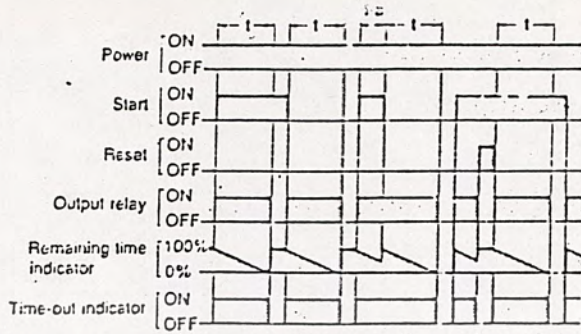 t t t t
Power ON
OFF
Start ON
OFF
Reset ON
OFF
Output relay ON
OFF
Remaining time indicator 100%
0%
Time-out indicator ON
OFF